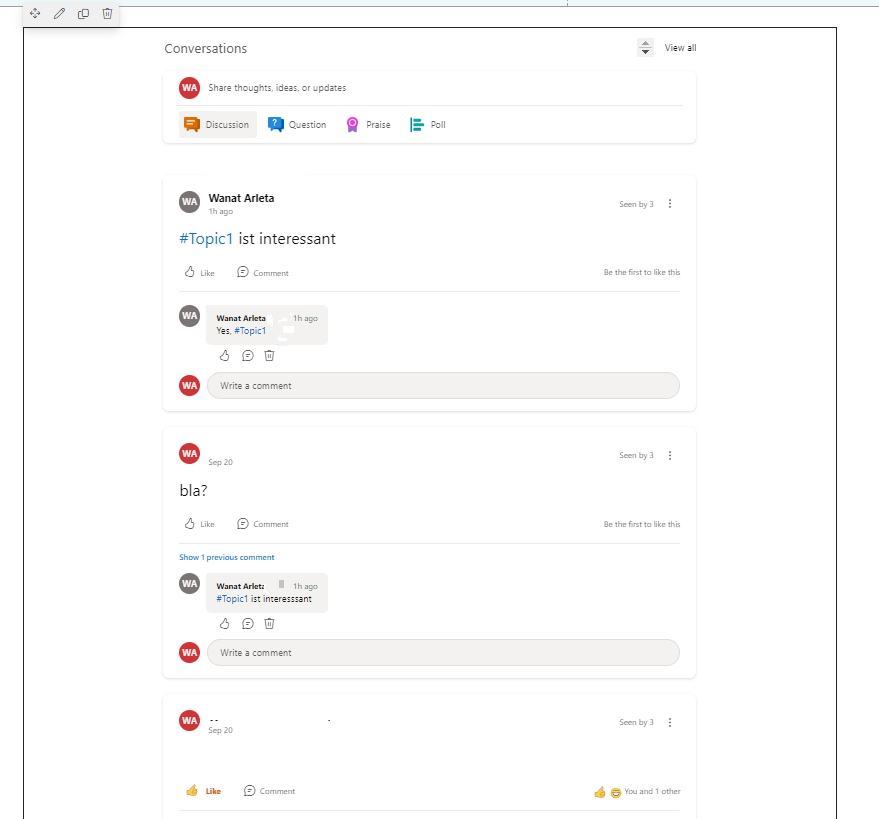 Conversations
View all
WA
Share thoughts, ideas, or updates
Discussion
Question
Praise
Poll
WA
Wanat Arleta
1h ago
Seen by 3
#Topic1 ist interessant
Like
Comment
Be the first to like this
WA
Wanat Arleta
1h ago
Yes, #Topic1
WA
Write a comment
WA
Sep 20
Seen by 3
bla?
Like
Comment
Be the first to like this
Show 1 previous comment
WA
Wanat Arleta
1h ago
#Topic1 ist interesssant
WA
Write a comment
WA
Sep 20
Seen by 3
Like
Comment
You and 1 other